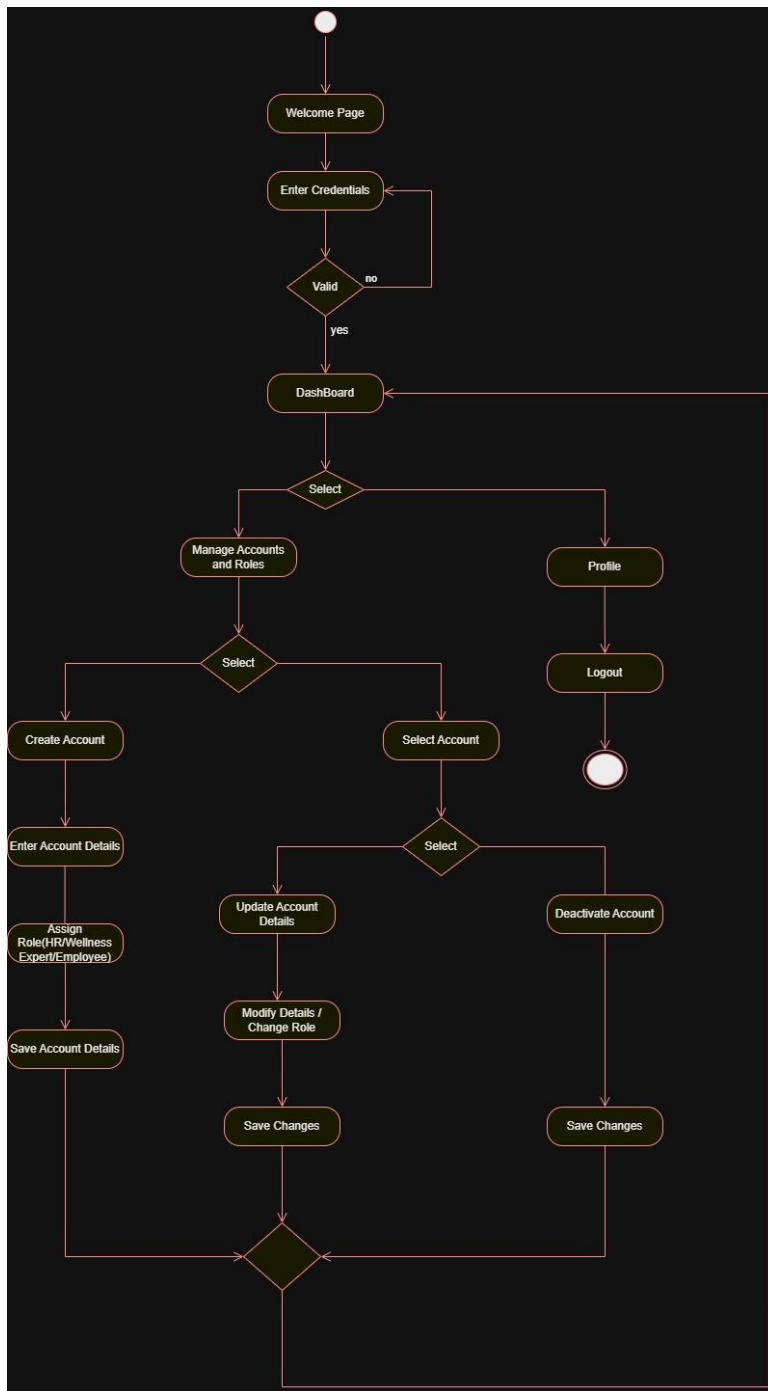 Welcome Page
Enter Credentials
no
Valid
yes
DashBoard
Select
Manage Accounts
and Roles
Profile
Select
Logout
Create Account
Select Account
Enter Account Details
Select
Update Account
Details
Deactivate Account
Assign
Role(HR/Wellness
Expert/Employee)
Modify Details /
Change Role
Save Account Details
Save Changes
Save Changes